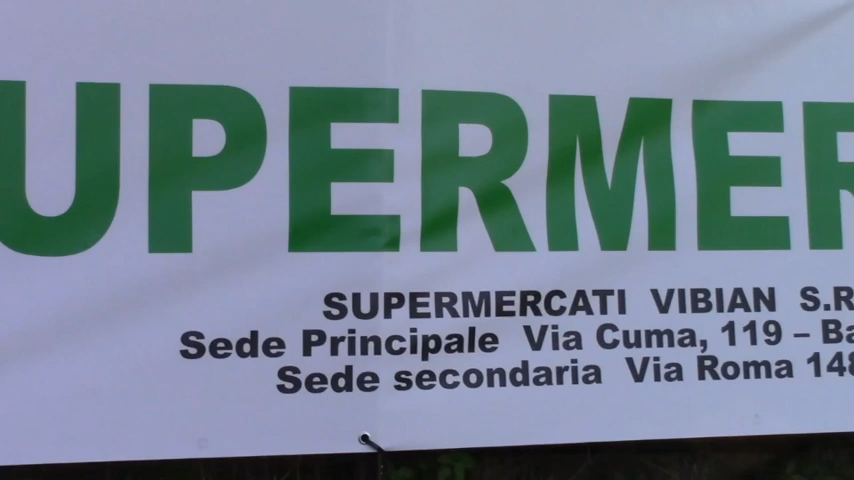 UPERMER
SUPERMERCATI VIBIAN S.R
Sede Principale Via Cuma, 119 – Ba
Sede secondaria Via Roma 148